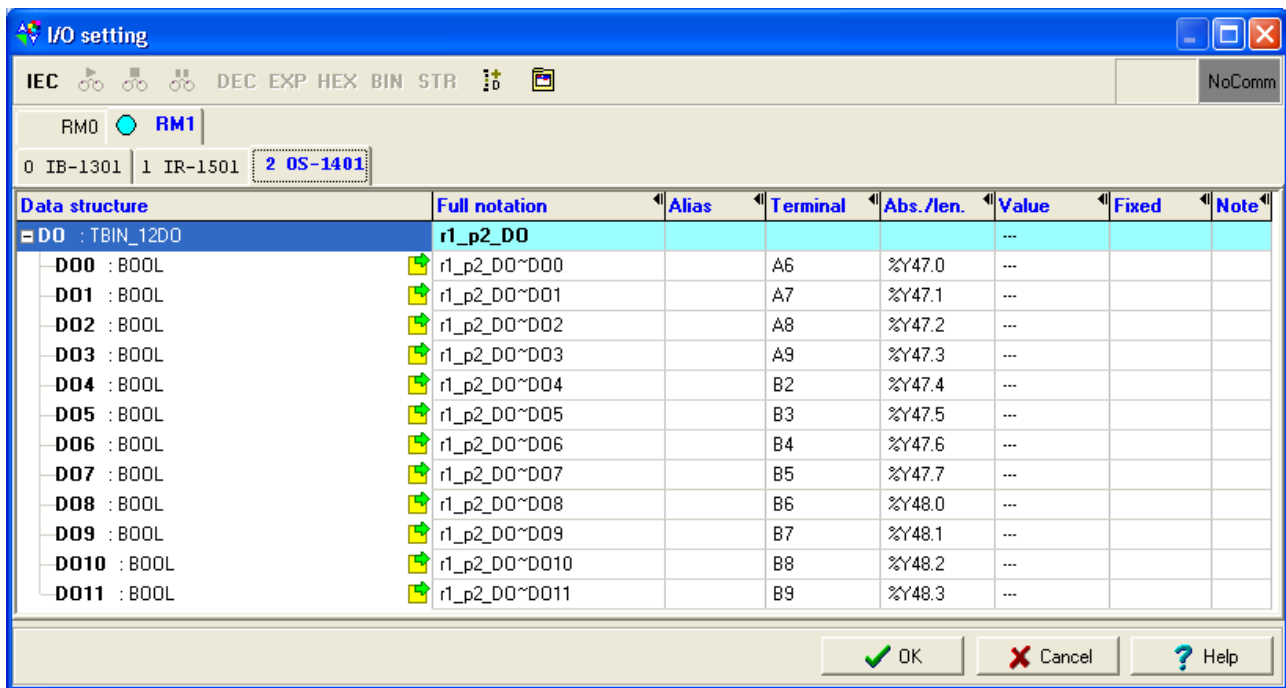 I/O setting
IEC DEC EXP HEX BIN STR NoComm
RM0 RM1
0 IB-1301 1 IR-1501 2 OS-1401
Data structure Full notation Alias Terminal Abs./len. Value Fixed Note
DO : TBIN_12DO r1_p2_DO ---
DO0 : BOOL r1_p2_DO~DO0 A6 %Y47.0 ---
DO1 : BOOL r1_p2_DO~DO1 A7 %Y47.1 ---
DO2 : BOOL r1_p2_DO~DO2 A8 %Y47.2 ---
DO3 : BOOL r1_p2_DO~DO3 A9 %Y47.3 ---
DO4 : BOOL r1_p2_DO~DO4 B2 %Y47.4 ---
DO5 : BOOL r1_p2_DO~DO5 B3 %Y47.5 ---
DO6 : BOOL r1_p2_DO~DO6 B4 %Y47.6 ---
DO7 : BOOL r1_p2_DO~DO7 B5 %Y47.7 ---
DO8 : BOOL r1_p2_DO~DO8 B6 %Y48.0 ---
DO9 : BOOL r1_p2_DO~DO9 B7 %Y48.1 ---
DO10 : BOOL r1_p2_DO~DO10 B8 %Y48.2 ---
DO11 : BOOL r1_p2_DO~DO11 B9 %Y48.3 ---
OK Cancel Help